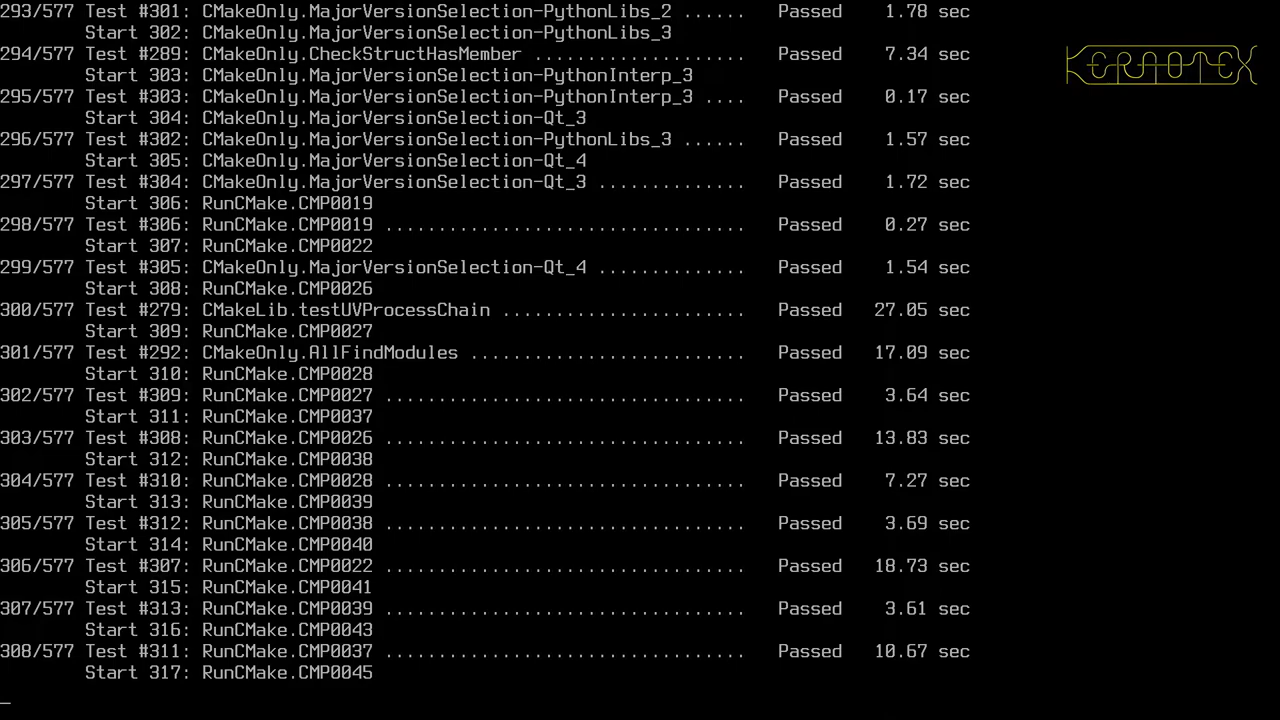 293/577 Test #301: CMakeOnly.MajorVersionSelection-PythonLibs_2 ......   Passed    1.78 sec
        Start 302: CMakeOnly.MajorVersionSelection-PythonLibs_3
294/577 Test #289: CMakeOnly.CheckStructHasMember ....................   Passed    7.34 sec
        Start 303: CMakeOnly.MajorVersionSelection-PythonInterp_3
295/577 Test #303: CMakeOnly.MajorVersionSelection-PythonInterp_3 ....   Passed    0.17 sec
        Start 304: CMakeOnly.MajorVersionSelection-Qt_3
296/577 Test #302: CMakeOnly.MajorVersionSelection-PythonLibs_3 ......   Passed    1.57 sec
        Start 305: CMakeOnly.MajorVersionSelection-Qt_4
297/577 Test #304: CMakeOnly.MajorVersionSelection-Qt_3 ..............   Passed    1.72 sec
        Start 306: RunCMake.CMP0019
298/577 Test #306: RunCMake.CMP0019 ..................................   Passed    0.27 sec
        Start 307: RunCMake.CMP0022
299/577 Test #305: CMakeOnly.MajorVersionSelection-Qt_4 ..............   Passed    1.54 sec
        Start 308: RunCMake.CMP0026
300/577 Test #279: CMakeLib.testUVProcessChain .......................   Passed   27.05 sec
        Start 309: RunCMake.CMP0027
301/577 Test #292: CMakeOnly.AllFindModules ..........................   Passed   17.09 sec
        Start 310: RunCMake.CMP0028
302/577 Test #309: RunCMake.CMP0027 ..................................   Passed    3.64 sec
        Start 311: RunCMake.CMP0037
303/577 Test #308: RunCMake.CMP0026 ..................................   Passed   13.83 sec
        Start 312: RunCMake.CMP0038
304/577 Test #310: RunCMake.CMP0028 ..................................   Passed    7.27 sec
        Start 313: RunCMake.CMP0039
305/577 Test #312: RunCMake.CMP0038 ..................................   Passed    3.69 sec
        Start 314: RunCMake.CMP0040
306/577 Test #307: RunCMake.CMP0022 ..................................   Passed   18.73 sec
        Start 315: RunCMake.CMP0041
307/577 Test #313: RunCMake.CMP0039 ..................................   Passed    3.61 sec
        Start 316: RunCMake.CMP0043
308/577 Test #311: RunCMake.CMP0037 ..................................   Passed   10.67 sec
        Start 317: RunCMake.CMP0045
_